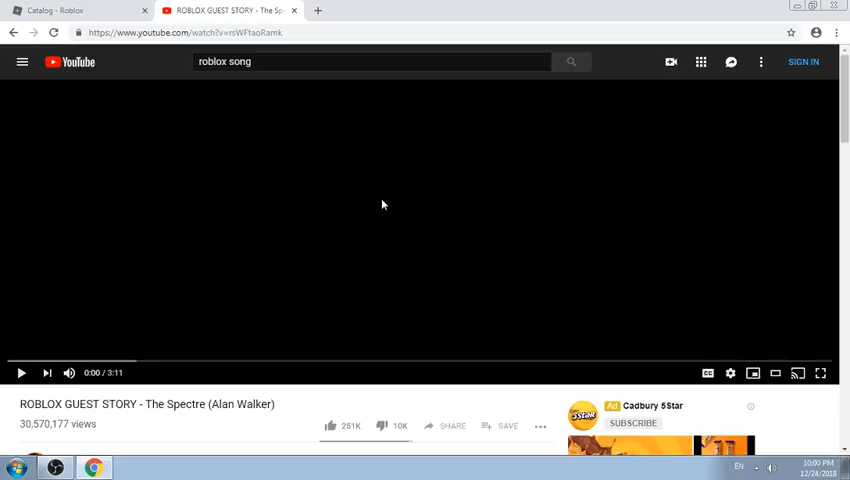 Catalog - Roblox
ROBLOX GUEST STORY - The Spe
https://www.youtube.com/watch?v=rsWFtaoRamk
YouTube
roblox song
SIGN IN
0:00 / 3:11
CC
ROBLOX GUEST STORY - The Spectre (Alan Walker)
30,570,177 views
251K
10K
SHARE
SAVE
5STAR
Ad
Cadbury 5Star
SUBSCRIBE
EN
10:00 PM
12/24/2018